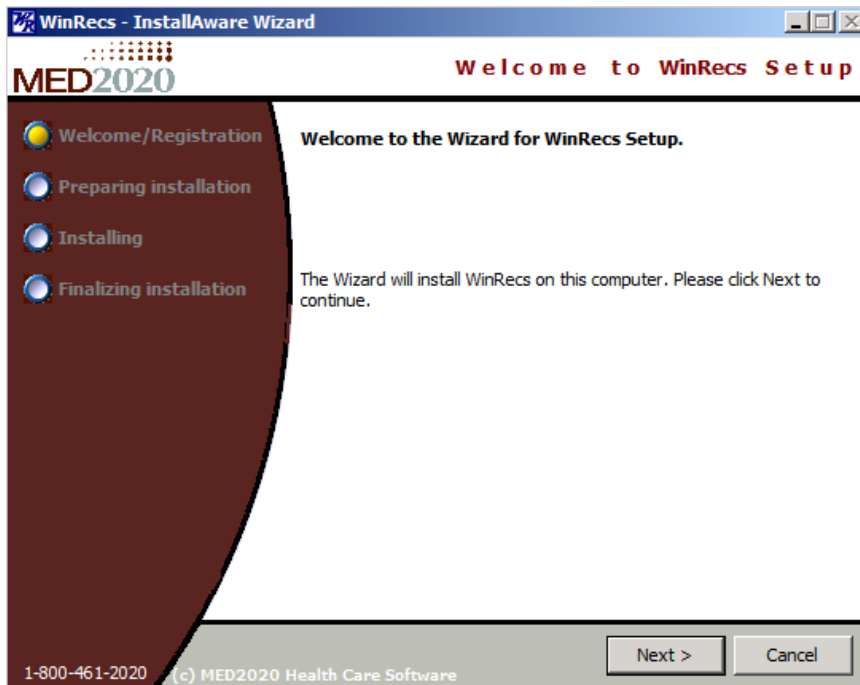 WinRecs - InstallAware Wizard
MED2020
Welcome to WinRecs Setup
Welcome/Registration
Preparing installation
Installing
Finalizing installation
Welcome to the Wizard for WinRecs Setup.
The Wizard will install WinRecs on this computer. Please click Next to
continue.
Next >
Cancel
1-800-461-2020
(c) MED2020 Health Care Software